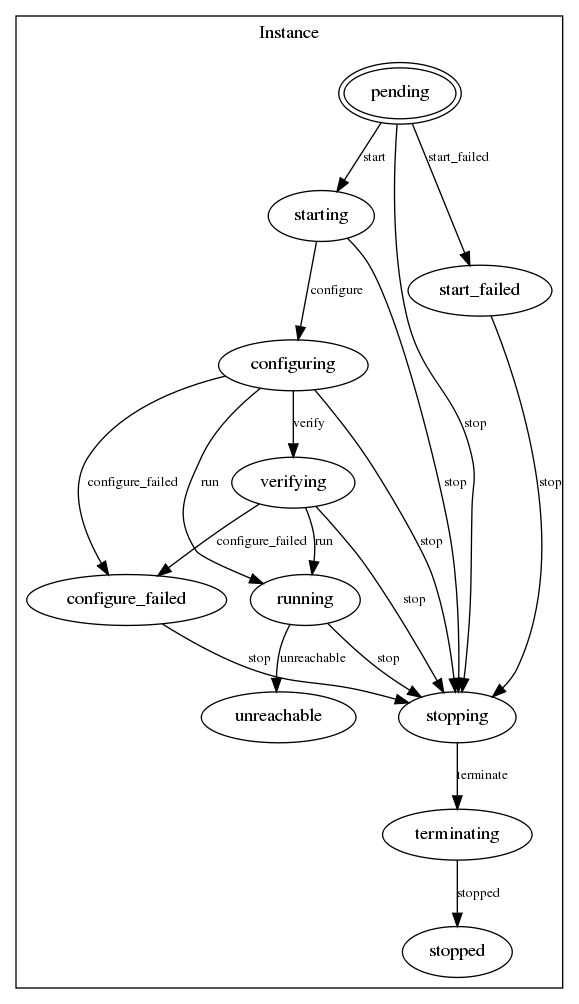 Instance
pending
start
start_failed
starting
start_failed
configure
configuring
stop
verify
configure_failed
run
verifying
stop
stop
configure_failed
run
stop
configure_failed
running
stop
stop
unreachable
stop
unreachable
stopping
terminate
terminating
stopped
stopped